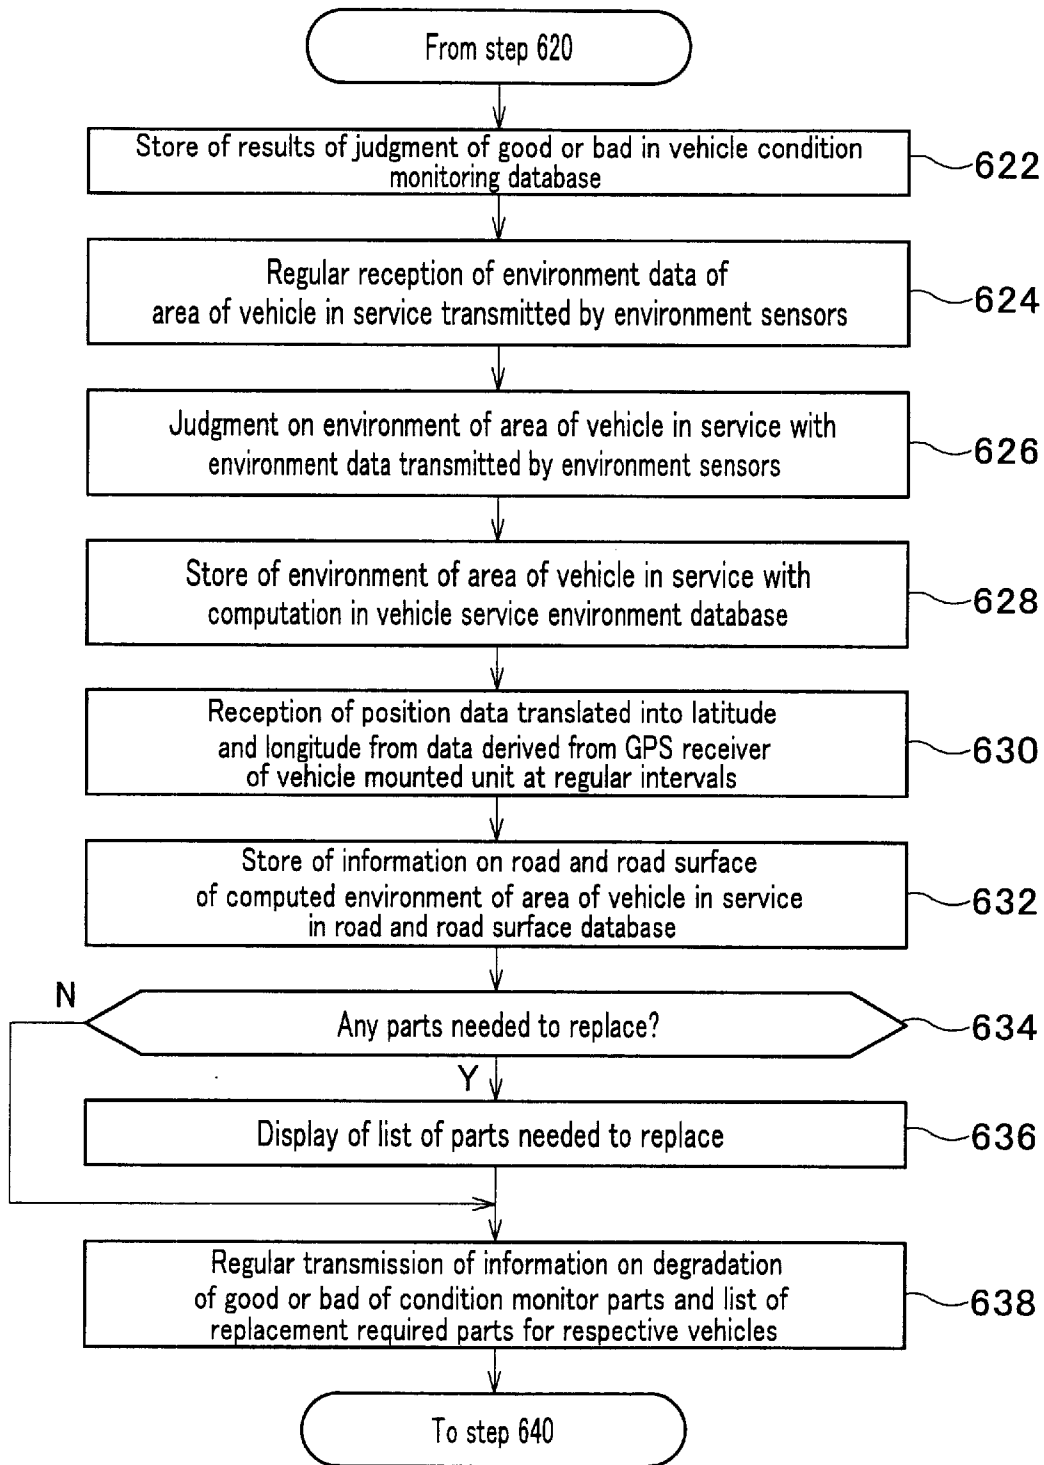 From step 620
Store of results of judgment of good or bad in vehicle condition
monitoring database
622
Regular reception of environment data of
area of vehicle in service transmitted by environment sensors
624
Judgment on environment of area of vehicle in service with
environment data transmitted by environment sensors
626
Store of environment of area of vehicle in service with
computation in vehicle service environment database
628
Reception of position data translated into latitude
and longitude from data derived from GPS receiver
of vehicle mounted unit at regular intervals
630
Store of information on road and road surface
of computed environment of area of vehicle in service
in road and road surface database
632
N
Any parts needed to replace?
634
Y
Display of list of parts needed to replace
636
Regular transmission of information on degradation
of good or bad of condition monitor parts and list of
replacement required parts for respective vehicles
638
To step 640